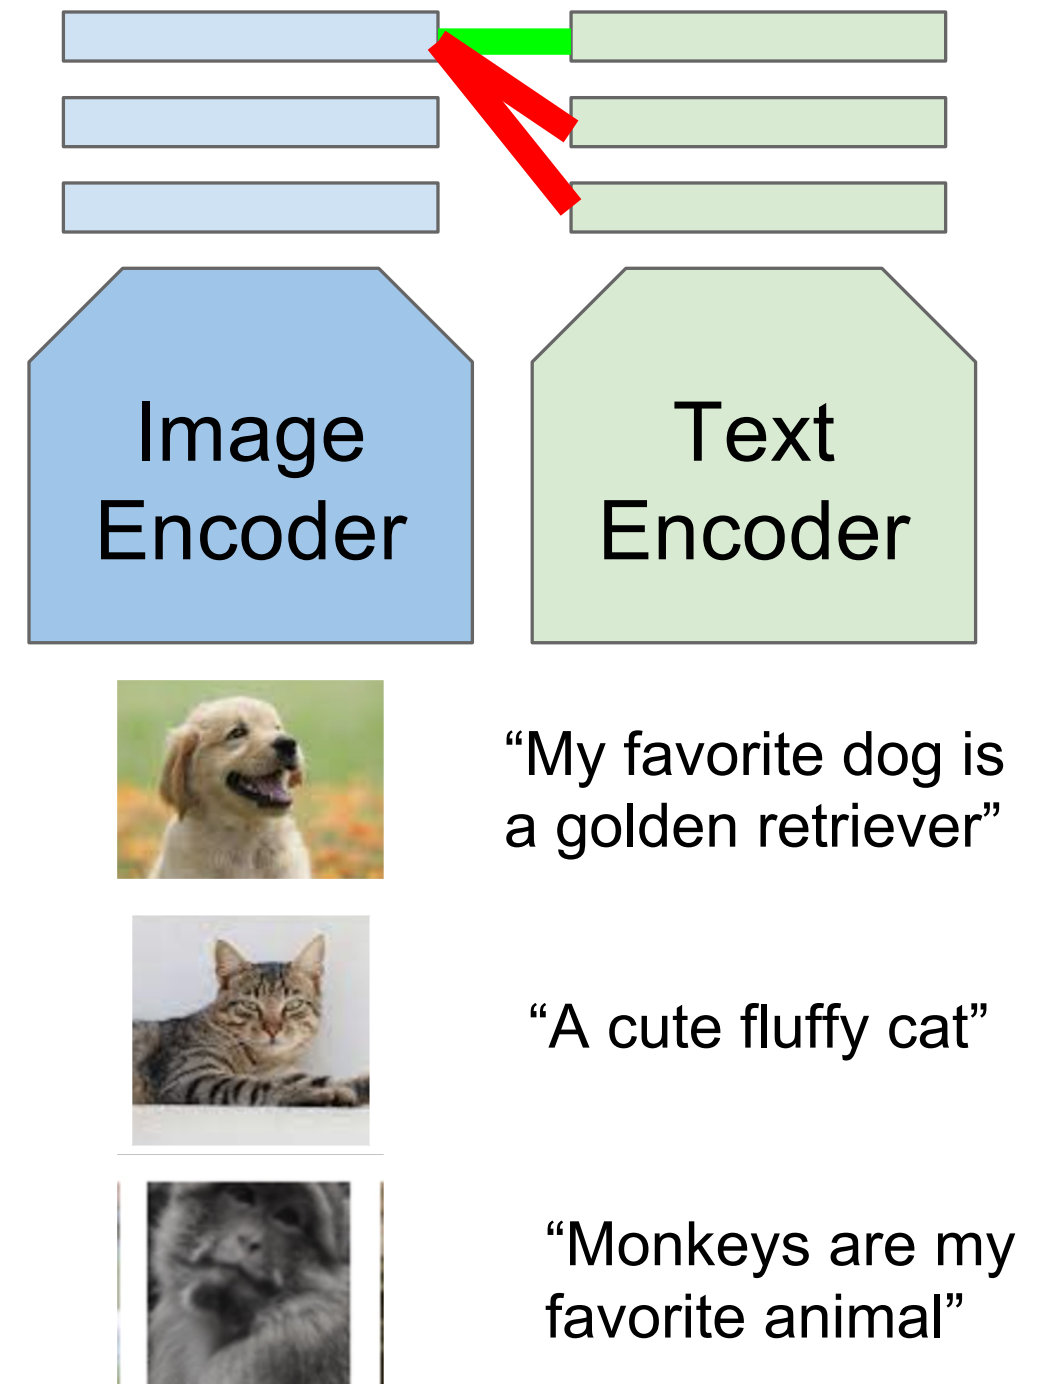 Image
Encoder
Text
Encoder
“My favorite dog is
a golden retriever”
“A cute fluffy cat”
“Monkeys are my
favorite animal”